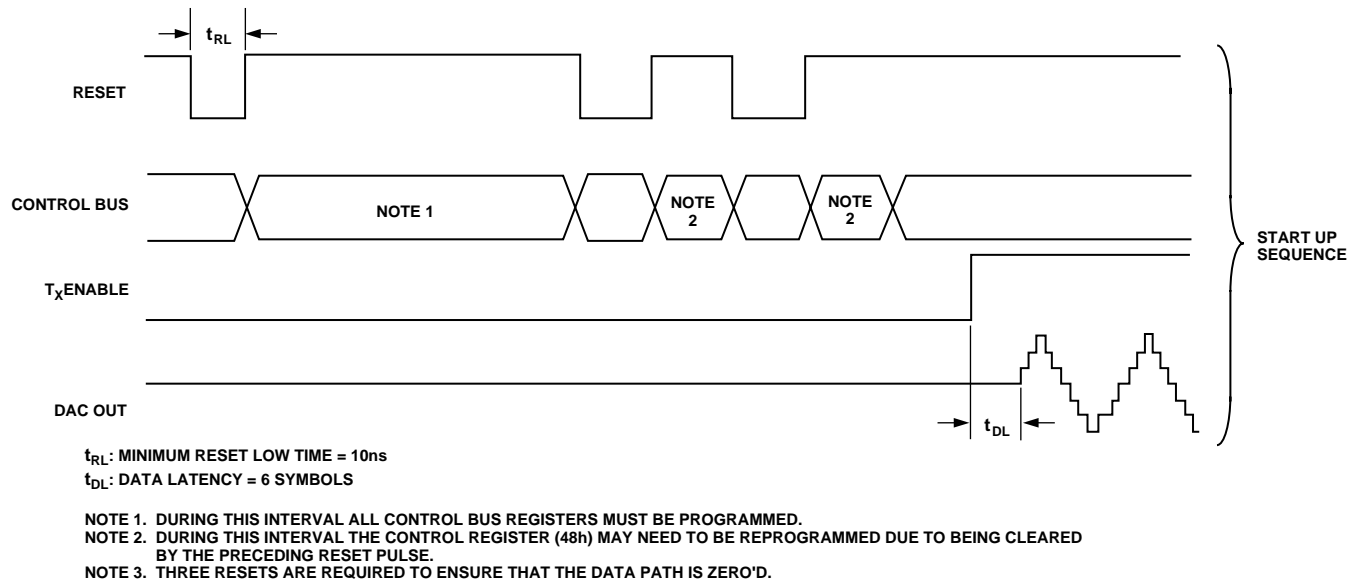 tRL
RESET
CONTROL BUS
NOTE 1
NOTE 2
NOTE 2
TXENABLE
START UP SEQUENCE
DAC OUT
tDL
tRL: MINIMUM RESET LOW TIME = 10ns
tDL: DATA LATENCY = 6 SYMBOLS
NOTE 1. DURING THIS INTERVAL ALL CONTROL BUS REGISTERS MUST BE PROGRAMMED.
NOTE 2. DURING THIS INTERVAL THE CONTROL REGISTER (48h) MAY NEED TO BE REPROGRAMMED DUE TO BEING CLEARED
BY THE PRECEDING RESET PULSE.
NOTE 3. THREE RESETS ARE REQUIRED TO ENSURE THAT THE DATA PATH IS ZERO'D.